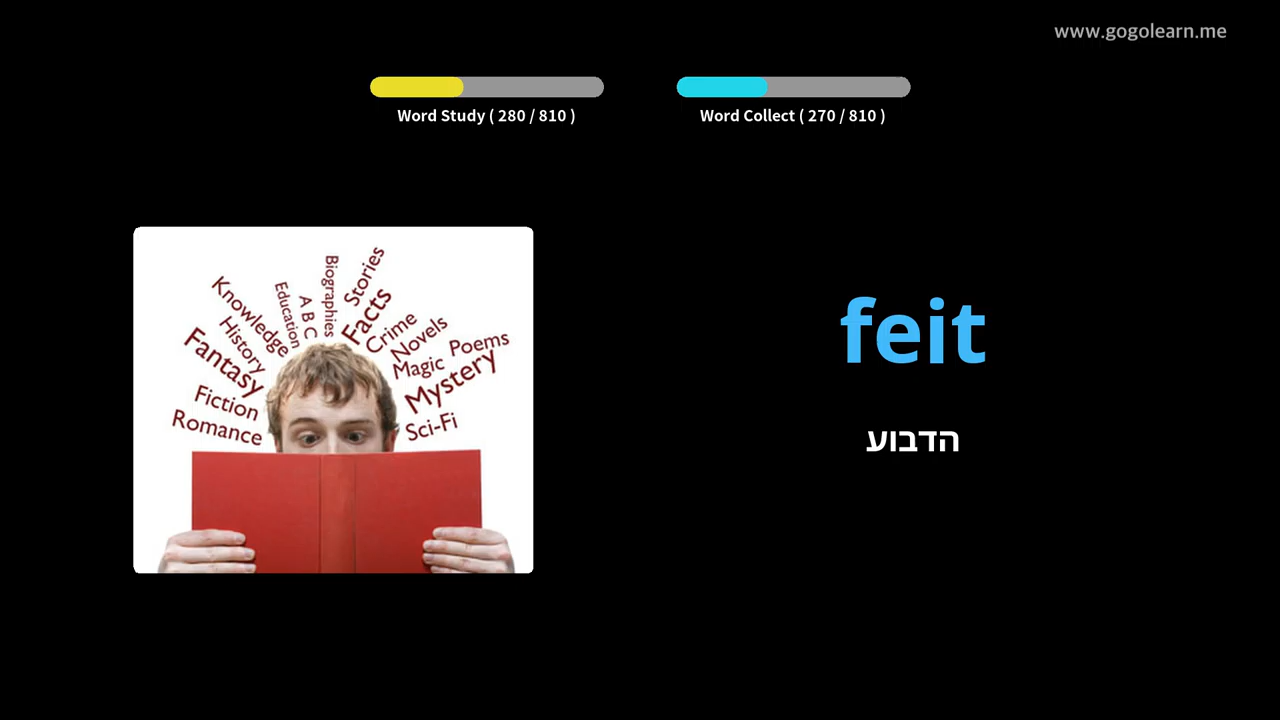 www.gogolearn.me
Word Study ( 280 / 810 )
Word Collect ( 270 / 810 )
Knowledge
Education
A B C
Biographies
Stories
Facts
Crime
Novels
Poems
Magic
Mystery
Sci-Fi
History
Fantasy
Fiction
Romance
feit
הדבוע